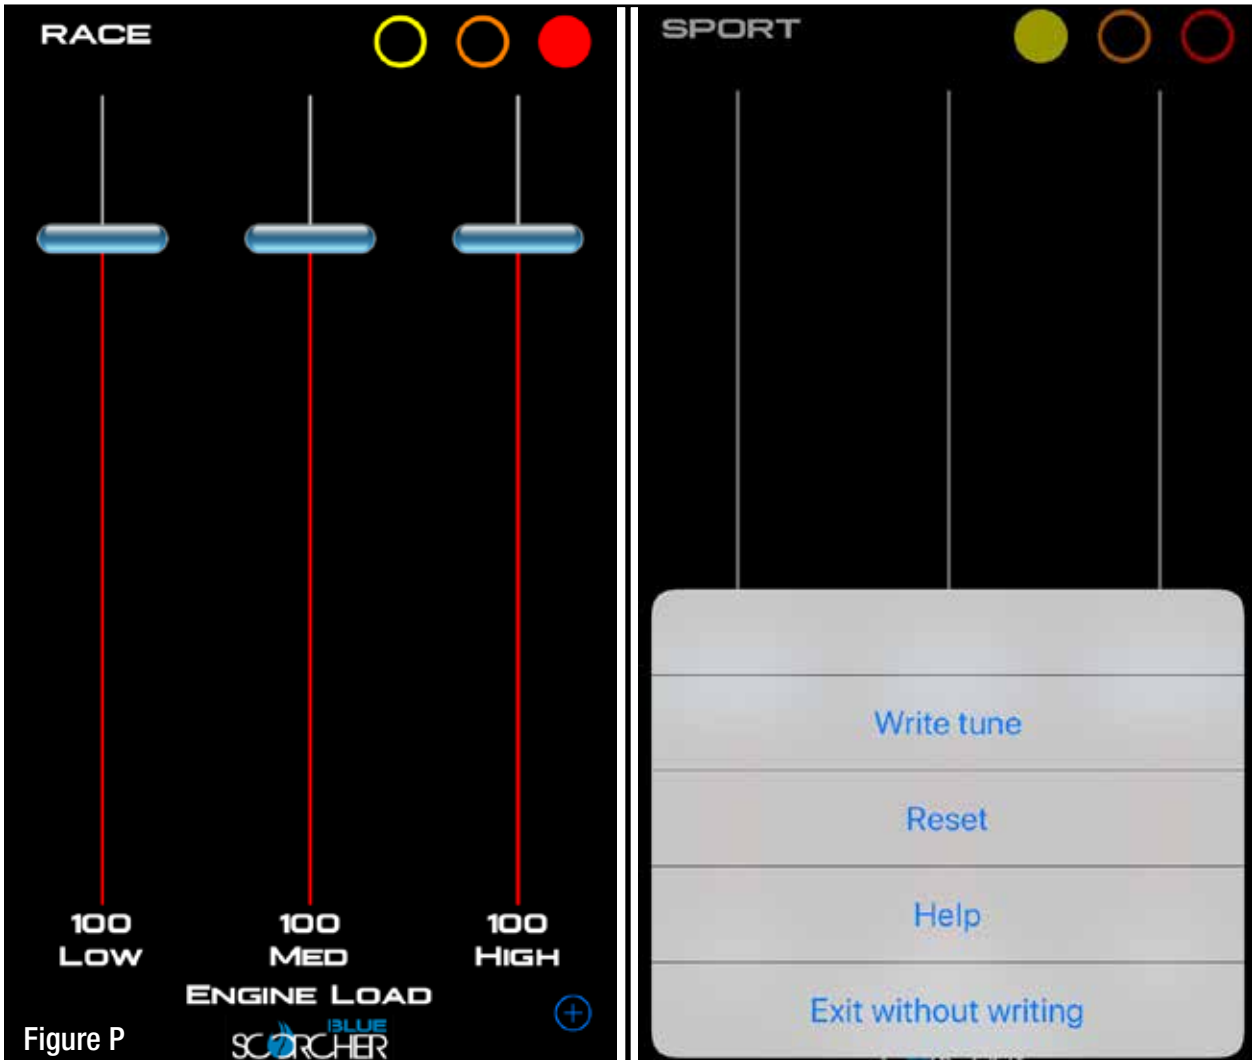 RACE
100 100 100
LOW MED HIGH
ENGINE LOAD
BLUE
SCORCHER
Figure P
SPORT
Write tune
Reset
Help
Exit without writing